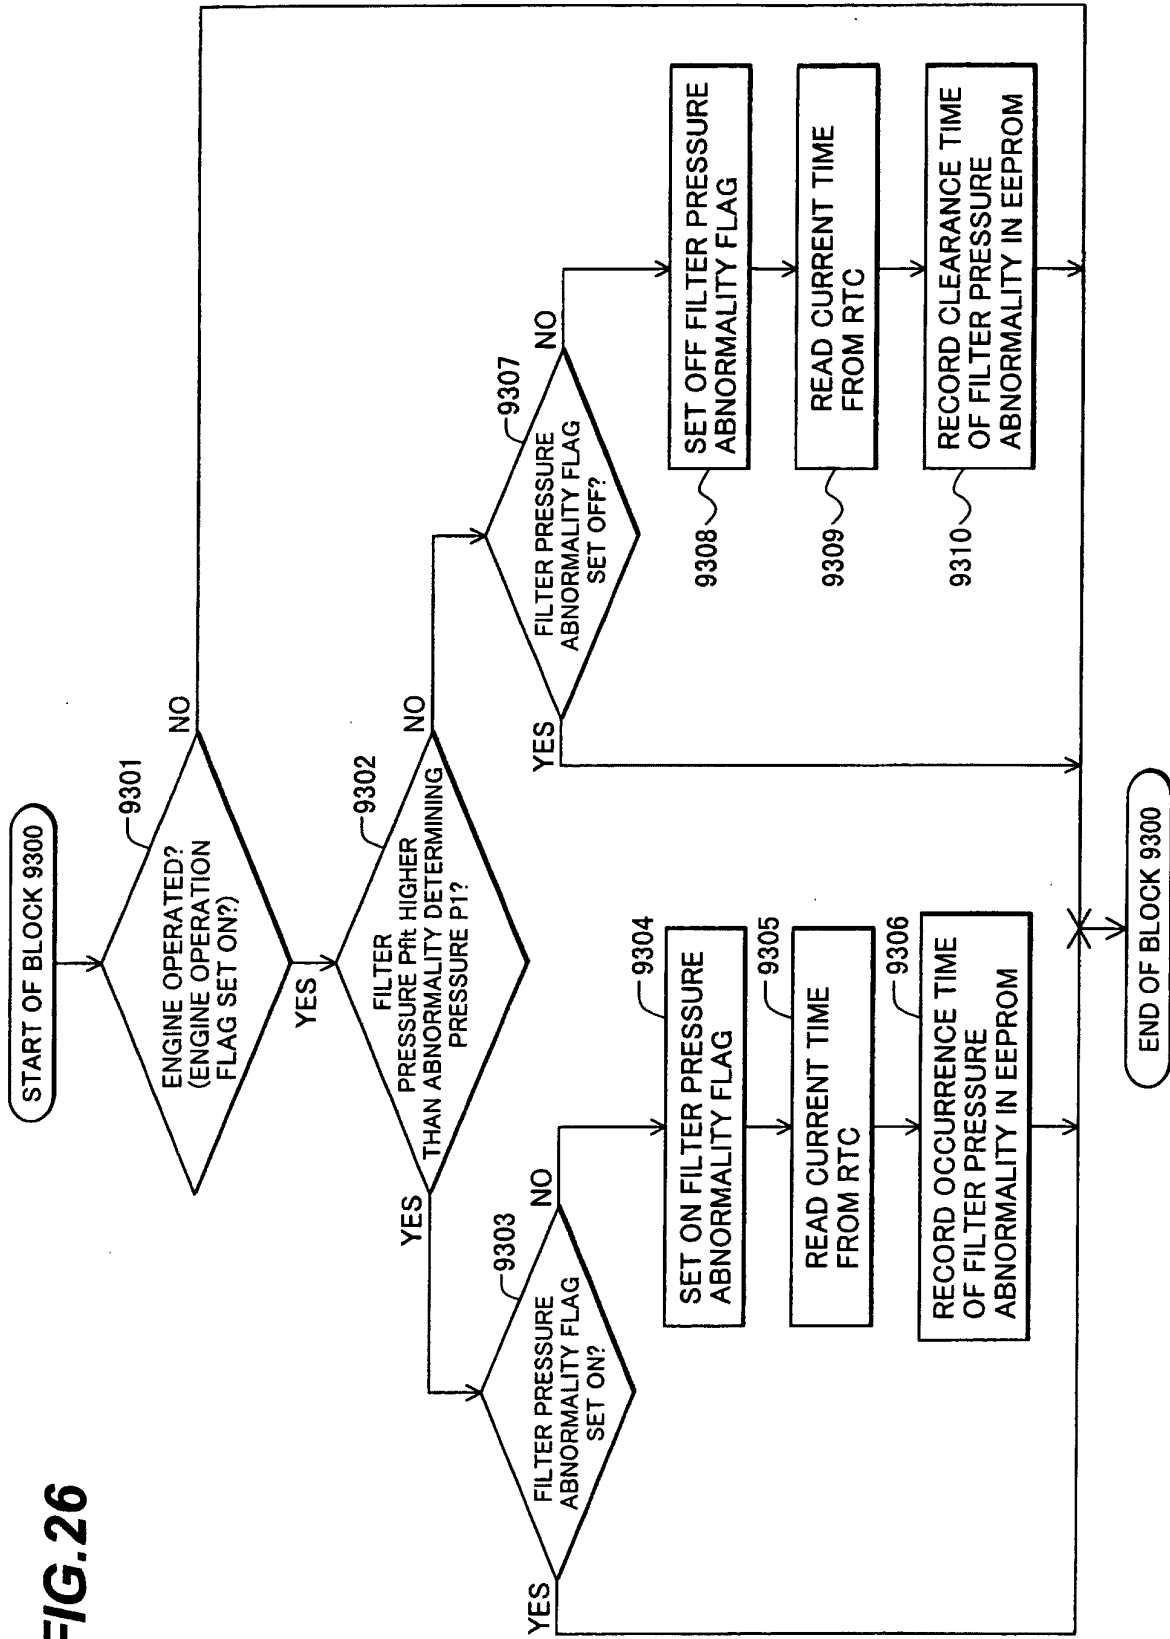 FIG.26
START OF BLOCK 9300
9301
ENGINE OPERATED?
(ENGINE OPERATION
FLAG SET ON?)
NO
YES
9302
FILTER
PRESSURE Pflt HIGHER
THAN ABNORMALITY DETERMINING
PRESSURE P1?
YES
NO
9303
FILTER PRESSURE
ABNORMALITY FLAG
SET ON?
YES
NO
9304
SET ON FILTER PRESSURE
ABNORMALITY FLAG
9305
READ CURRENT TIME
FROM RTC
9306
RECORD OCCURRENCE TIME
OF FILTER PRESSURE
ABNORMALITY IN EEPROM
9307
FILTER PRESSURE
ABNORMALITY FLAG
SET OFF?
YES
NO
9308
SET OFF FILTER PRESSURE
ABNORMALITY FLAG
9309
READ CURRENT TIME
FROM RTC
9310
RECORD CLEARANCE TIME
OF FILTER PRESSURE
ABNORMALITY IN EEPROM
END OF BLOCK 9300